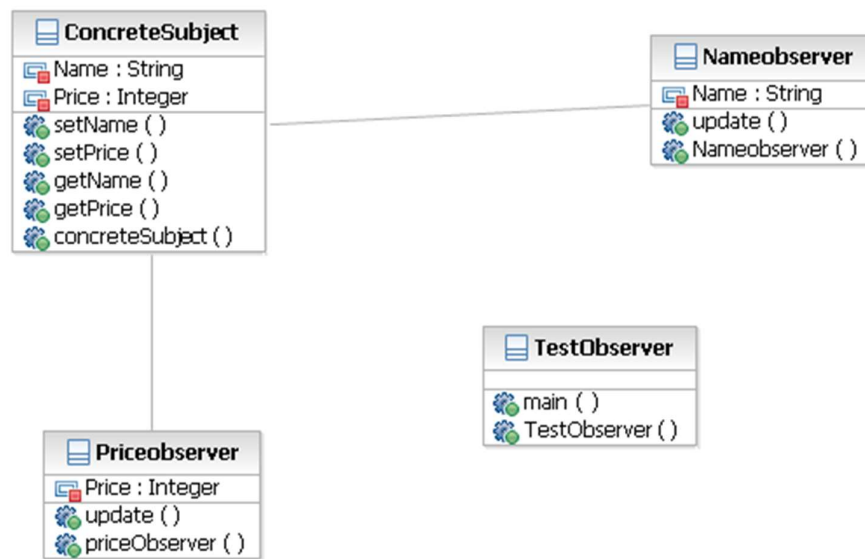 ConcreteSubject
Name : String
Price : Integer
setName ( )
setPrice ( )
getName ( )
getPrice ( )
concreteSubject ( )
Nameobserver
Name : String
update ( )
Nameobserver ( )
TestObserver
main ( )
TestObserver ( )
Priceobserver
Price : Integer
update ( )
priceObserver ( )